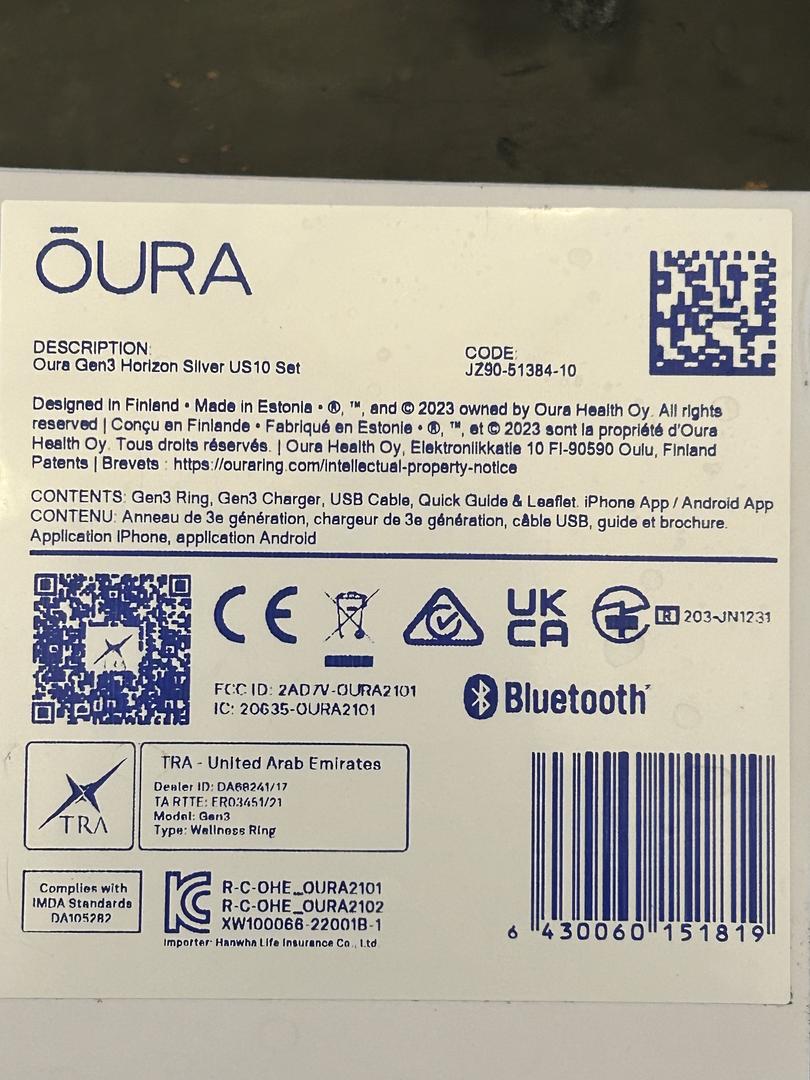 ŌURA
DESCRIPTION:
Oura Gen3 Horizon Silver US10 Set
CODE:
JZ90-51384-10
Designed in Finland • Made in Estonia • ®, ™, and © 2023 owned by Oura Health Oy. All rights
reserved | Conçu en Finlande • Fabriqué en Estonie • ®, ™, et © 2023 sont la propriété d'Oura
Health Oy. Tous droits réservés. | Oura Health Oy, Elektroniikkatie 10 FI-90590 Oulu, Finland
Patents | Brevets : https://ouraring.com/intellectual-property-notice
CONTENTS: Gen3 Ring, Gen3 Charger, USB Cable, Quick Guide & Leaflet. iPhone App / Android App
CONTENU: Anneau de 3e génération, chargeur de 3e génération, câble USB, guide et brochure.
Application iPhone, application Android
CE
UK
CA
R 203-JN1231
FCC ID: 2AD7V-OURA2101
IC: 20635-OURA2101
Bluetooth
TRA
TRA - United Arab Emirates
Dealer ID: DA68241/17
TA RTTE: ER03451/21
Model: Gen3
Type: Wellness Ring
Complies with
IMDA Standards
DA105282
R-C-OHE_OURA2101
R-C-OHE_OURA2102
XW100066-22001B-1
Importer: Hanwha Life Insurance Co., Ltd
6 430060 151819